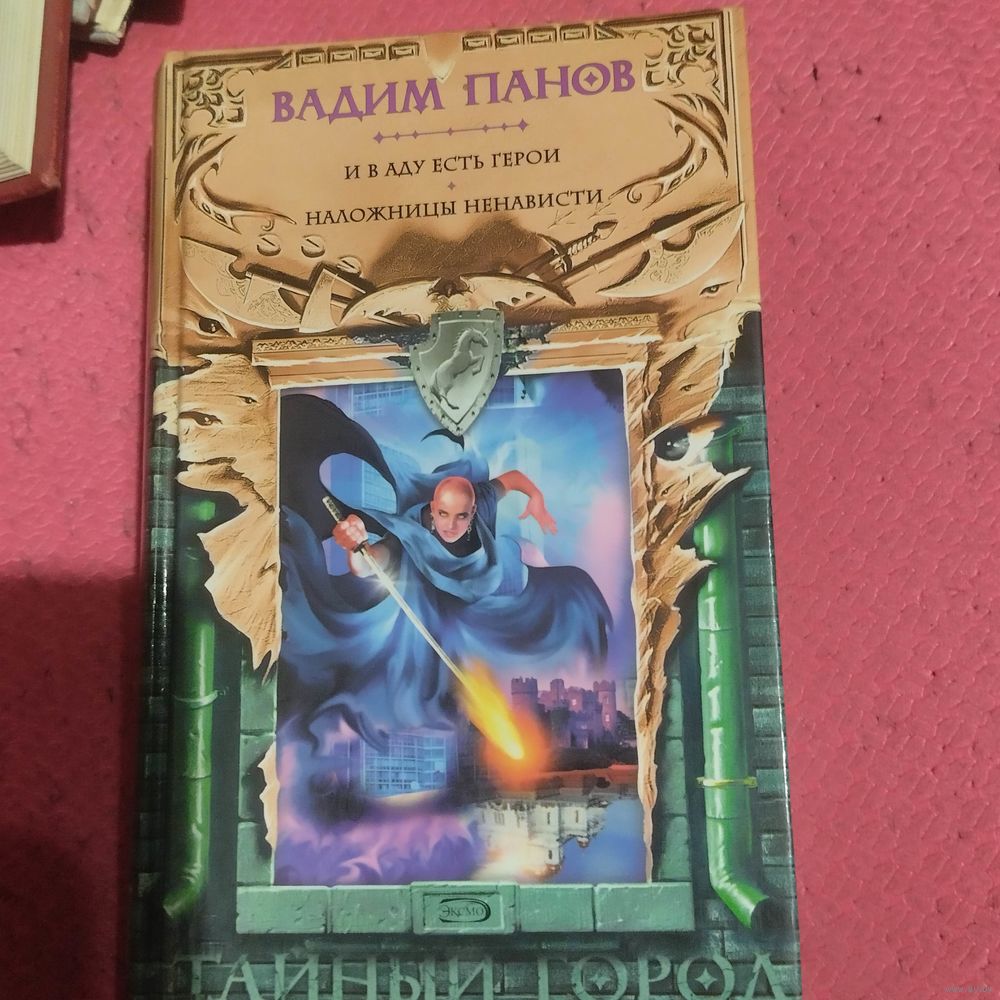 ВАДИМ ПАНОВ
И В АДУ ЕСТЬ ГЕРОИ
НАЛОЖНИЦЫ НЕНАВИСТИ
ЭКСМО
ТАЙНЫЙ ГОРОД